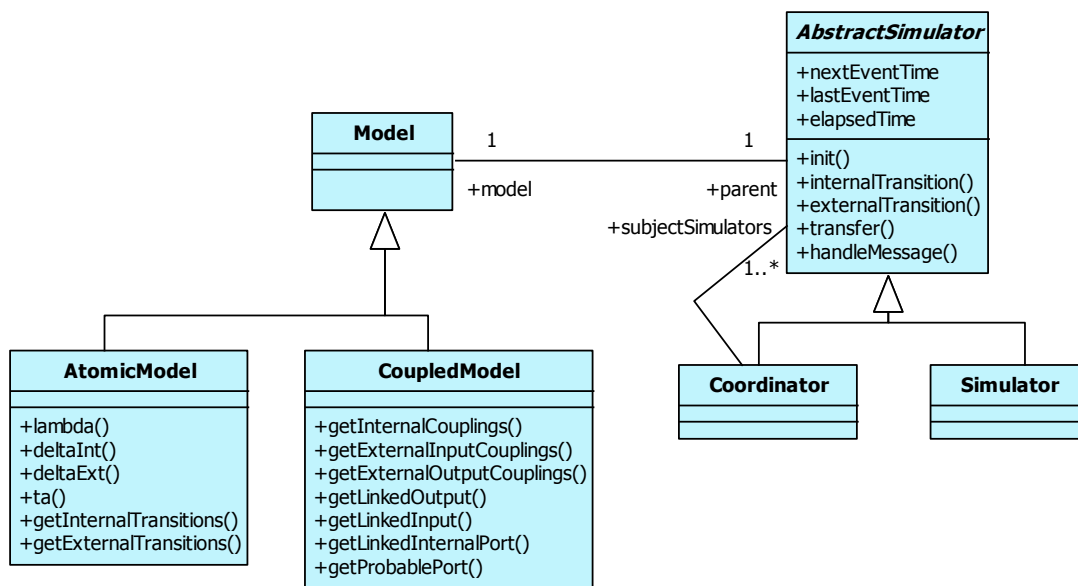 AbstractSimulator
+nextEventTime
+lastEventTime
+elapsedTime
+init()
+internalTransition()
+externalTransition()
+transfer()
+handleMessage()
Model
1
1
+model
+parent
+subjectSimulators
1..*
AtomicModel
+lambda()
+deltaInt()
+deltaExt()
+ta()
+getInternalTransitions()
+getExternalTransitions()
CoupledModel
+getInternalCouplings()
+getExternalInputCouplings()
+getExternalOutputCouplings()
+getLinkedOutput()
+getLinkedInput()
+getLinkedInternalPort()
+getProbablePort()
Coordinator
Simulator